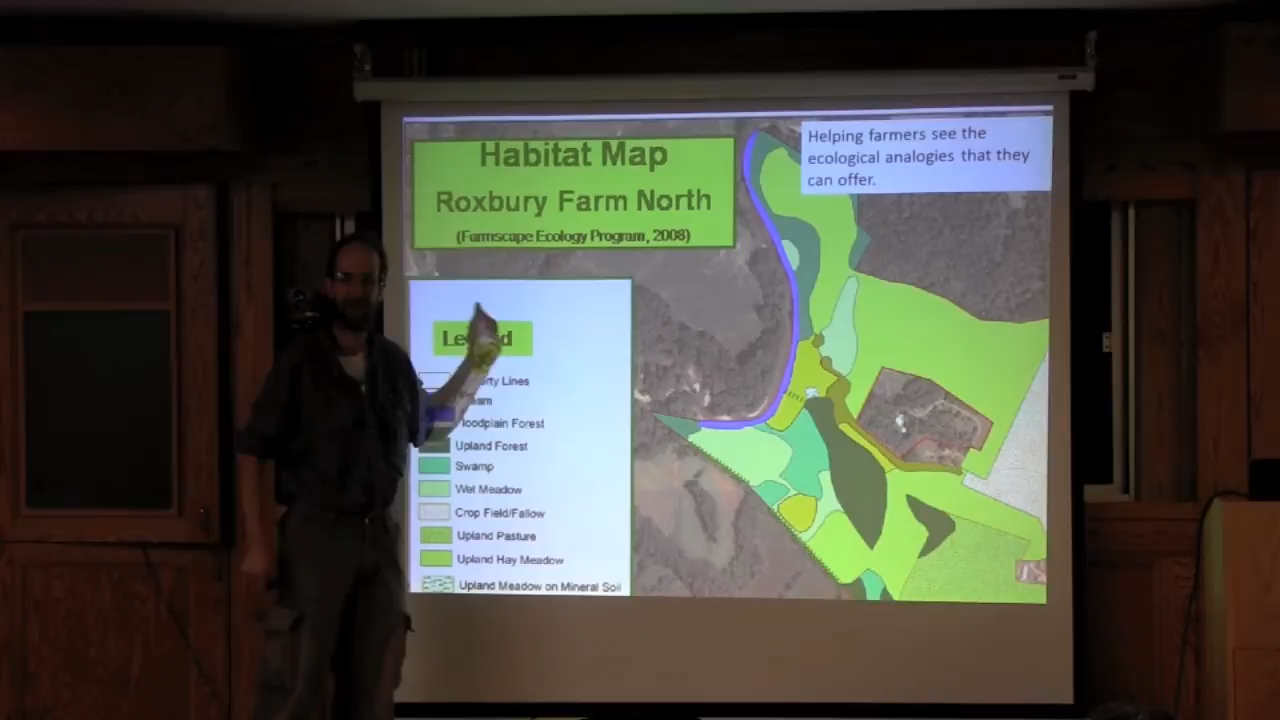 Habitat Map
Roxbury Farm North
(Farmscape Ecology Program, 2008)
Helping farmers see the
ecological analogies that they
can offer.
Lines
Upland Forest
Swamp
Wet Meadow
Crop Field/Fallow
Upland Pasture
Upland Hay Meadow
Upland Meadow on Mineral Soil